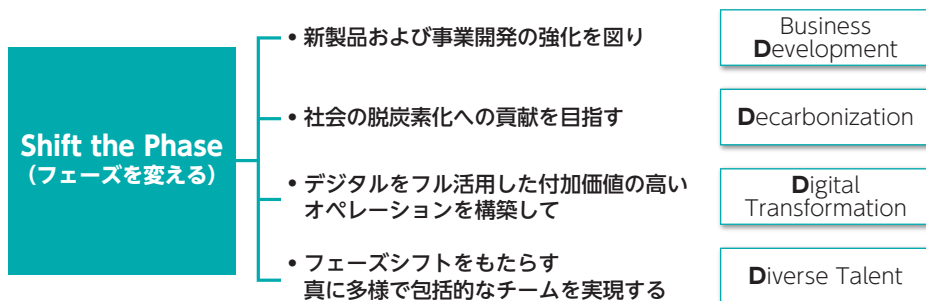 Shift the Phase
（フェーズを変える）
• 新製品および事業開発の強化を図り
Business
Development
• 社会の脱炭素化への貢献を目指す
Decarbonization
• デジタルをフル活用した付加価値の高い
オペレーションを構築して
Digital
Transformation
• フェーズシフトをもたらす
真に多様で包括的なチームを実現する
Diverse Talent